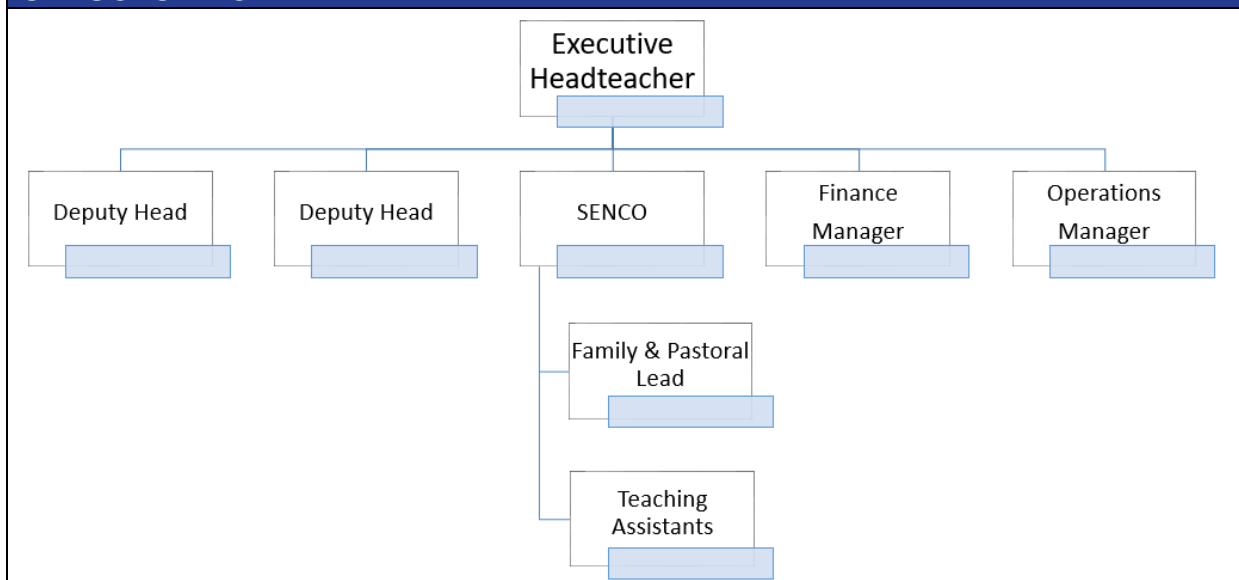 Executive
Headteacher
Deputy Head
Deputy Head
SENCO
Finance
Manager
Operations
Manager
Family & Pastoral
Lead
Teaching
Assistants